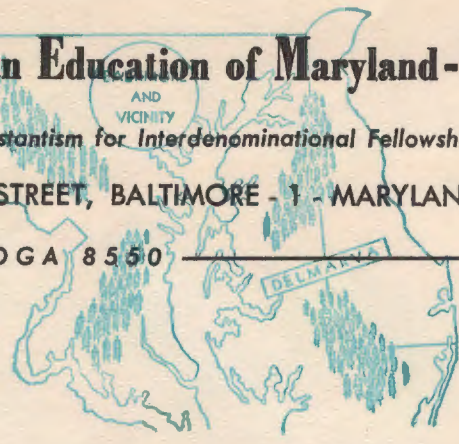 n Education of Maryland-
AND
VICINITY
stantism for Interdenominational Fellowsh
STREET, BALTIMORE - 1 - MARYLAN
OGA 8550
DELMARVA